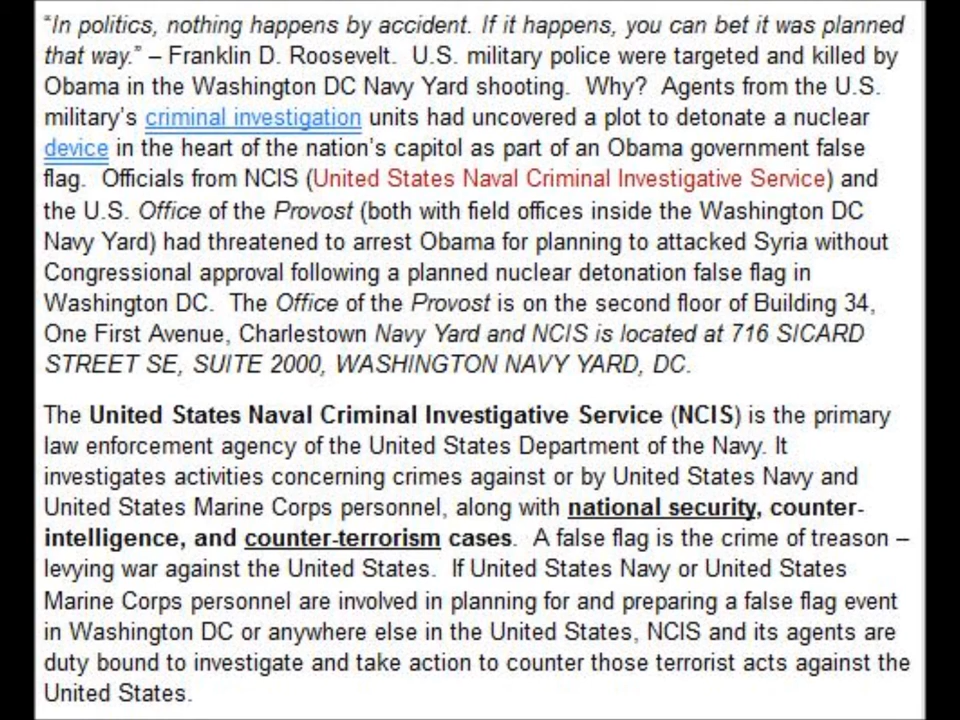 “In politics, nothing happens by accident. If it happens, you can bet it was planned
that way.” – Franklin D. Roosevelt.  U.S. military police were targeted and killed by
Obama in the Washington DC Navy Yard shooting.  Why?  Agents from the U.S.
military’s criminal investigation units had uncovered a plot to detonate a nuclear
device in the heart of the nation’s capitol as part of an Obama government false
flag.  Officials from NCIS (United States Naval Criminal Investigative Service) and
the U.S. Office of the Provost (both with field offices inside the Washington DC
Navy Yard) had threatened to arrest Obama for planning to attacked Syria without
Congressional approval following a planned nuclear detonation false flag in
Washington DC.  The Office of the Provost is on the second floor of Building 34,
One First Avenue, Charlestown Navy Yard and NCIS is located at 716 SICARD
STREET SE, SUITE 2000, WASHINGTON NAVY YARD, DC.
The United States Naval Criminal Investigative Service (NCIS) is the primary
law enforcement agency of the United States Department of the Navy. It
investigates activities concerning crimes against or by United States Navy and
United States Marine Corps personnel, along with national security, counter-
intelligence, and counter-terrorism cases.  A false flag is the crime of treason –
levying war against the United States.  If United States Navy or United States
Marine Corps personnel are involved in planning for and preparing a false flag event
in Washington DC or anywhere else in the United States, NCIS and its agents are
duty bound to investigate and take action to counter those terrorist acts against the
United States.